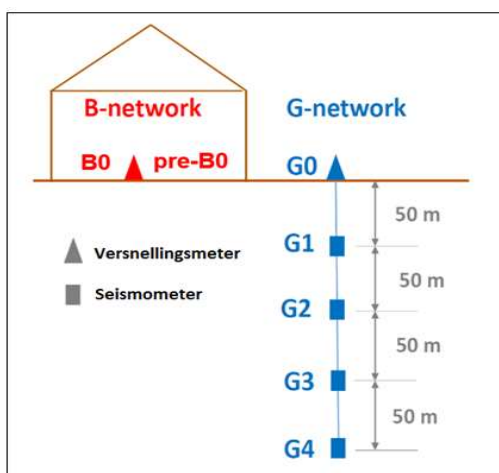 B-network
G-network
B0
pre-B0
G0
50 m
G1
Versnellingsmeter
50 m
Seismometer
G2
50 m
G3
50 m
G4